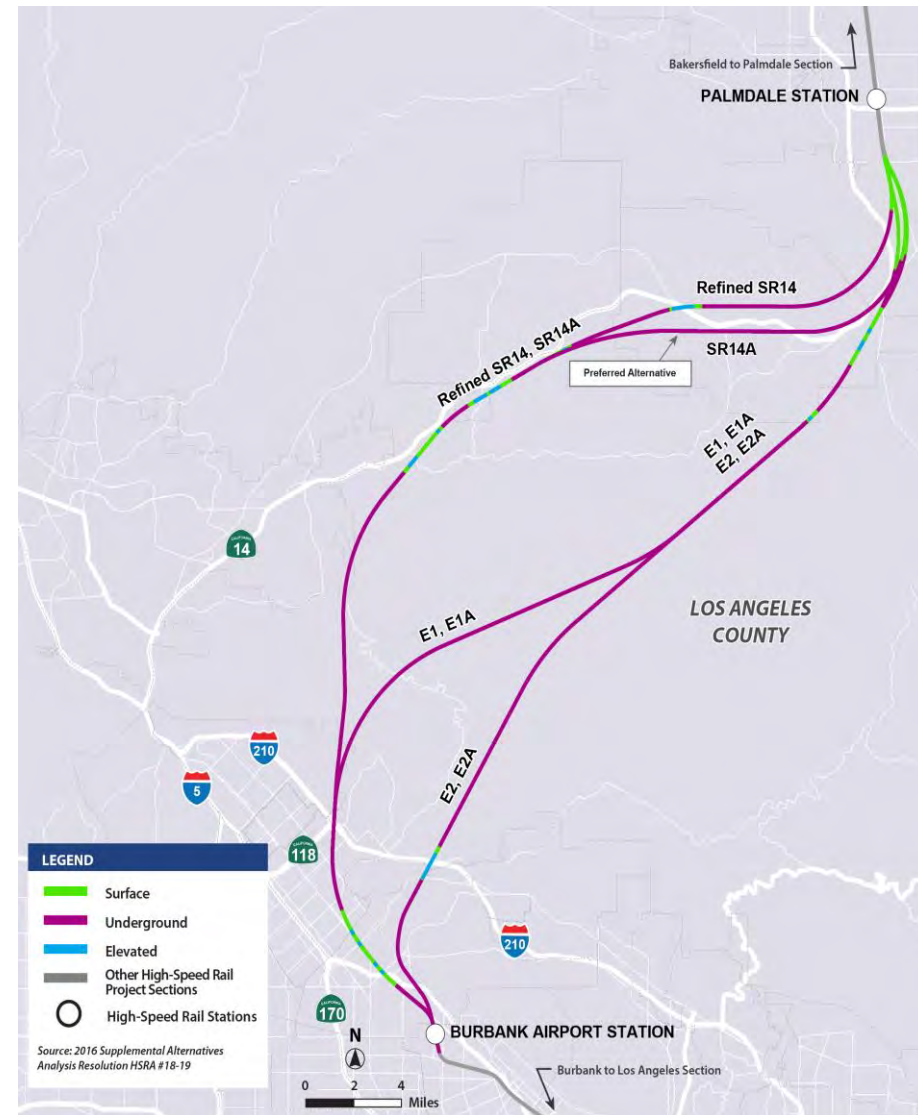 Bakersfield to Palmdale Section
PALMDALE STATION
Refined SR14
Refined SR14, SR14A
SR14A
Preferred Alternative
E1, E1A
E2, E2A
CALIFORNIA
14
LOS ANGELES
COUNTY
E1, E1A
210
5
E2, E2A
CALIFORNIA
118
LEGEND
Surface
Underground
Elevated
Other High-Speed Rail
Project Sections
High-Speed Rail Stations
Source: 2016 Supplemental Alternatives
Analysis Resolution HSRA #18-19
210
CALIFORNIA
170
N
BURBANK AIRPORT STATION
0 2 4
Miles
Burbank to Los Angeles Section